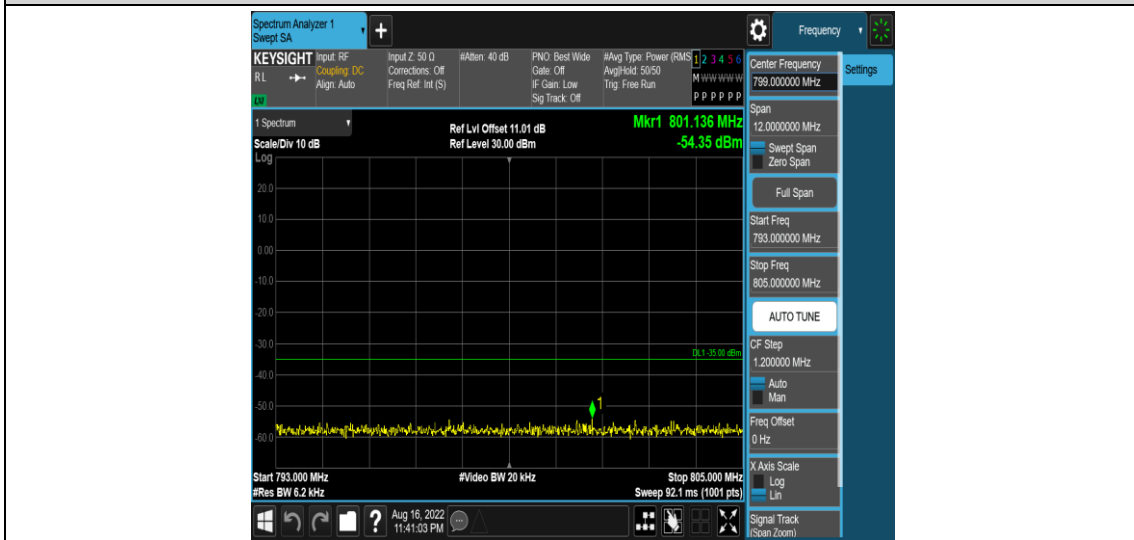 Spectrum Analyzer 1
Swept SA
+
Frequency
KEYSIGHT
RL
LXI
Input: RF
Coupling: DC
Align: Auto
Input Z: 50 Ω
Corrections: Off
Freq Ref: Int (S)
#Atten: 40 dB
PNO: Best Wide
Gate: Off
IF Gain: Low
Sig Track: Off
#Avg Type: Power (RMS
Avg|Hold: 50/50
Trig: Free Run
1 2 3 4 5 6
M W W W W W
P P P P P P
1 Spectrum
Scale/Div 10 dB
Log
Ref Lvl Offset 11.01 dB
Ref Level 30.00 dBm
Mkr1 801.136 MHz
-54.35 dBm
20.0
10.0
0.00
-10.0
-20.0
-30.0
-40.0
-50.0
-60.0
DL1 -35.00 dBm
1
Start 793.000 MHz
#Res BW 6.2 kHz
#Video BW 20 kHz
Stop 805.000 MHz
Sweep 92.1 ms (1001 pts)
Center Frequency
799.000000 MHz
Settings
Span
12.0000000 MHz
Swept Span
Zero Span
Full Span
Start Freq
793.000000 MHz
Stop Freq
805.000000 MHz
AUTO TUNE
CF Step
1.200000 MHz
Auto
Man
Freq Offset
0 Hz
X Axis Scale
Log
Lin
Signal Track
(Span Zoom)
?
Aug 16, 2022
11:41:03 PM